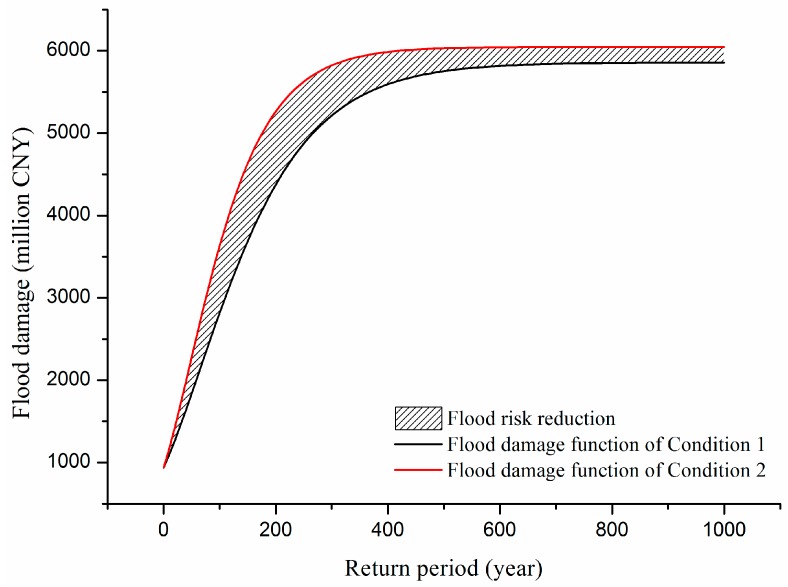 6000
5000
4000
3000
2000
1000
Flood damage (million CNY)
Flood risk reduction
Flood damage function of Condition 1
Flood damage function of Condition 2
0 200 400 600 800 1000
Return period (year)